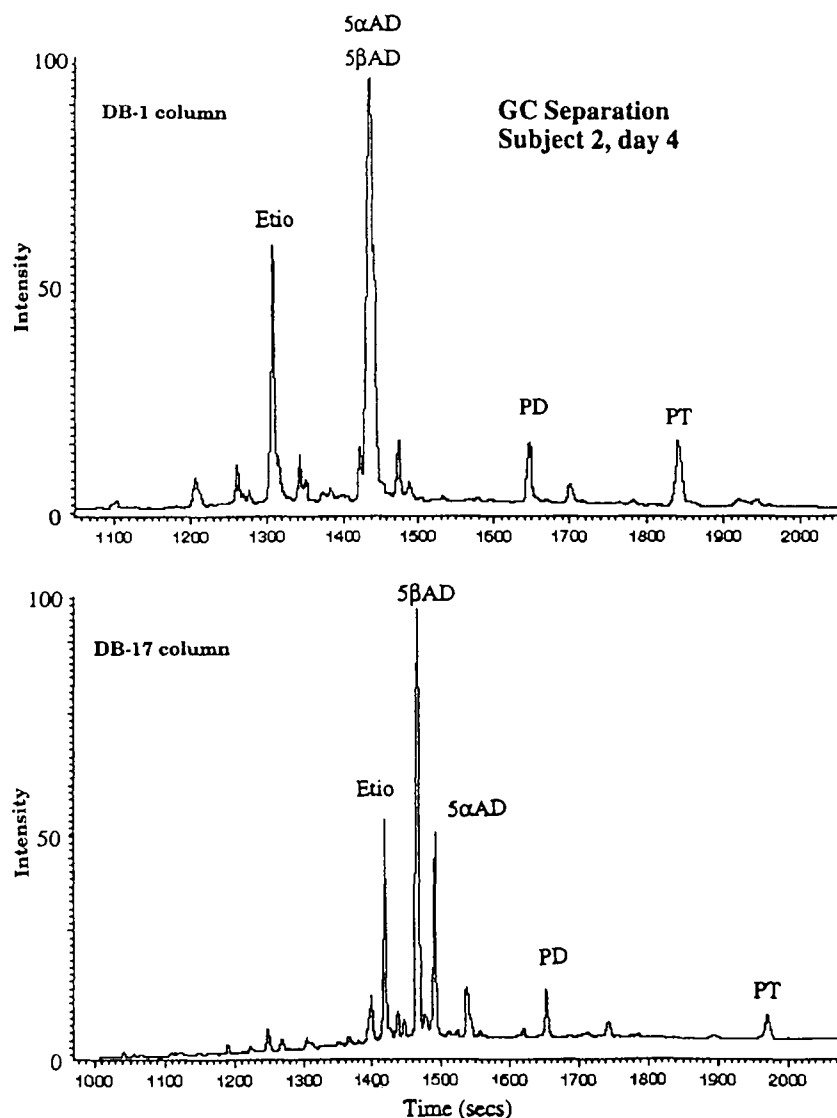 5αAD
5βAD
100
DB-1 column
GC Separation
Subject 2, day 4
Etio
50
Intensity
PD
PT
0
1100 1200 1300 1400 1500 1600 1700 1800 1900 2000
100
5βAD
DB-17 column
Etio
5αAD
50
Intensity
PD
PT
0
1000 1100 1200 1300 1400 1500 1600 1700 1800 1900 2000
Time (secs)